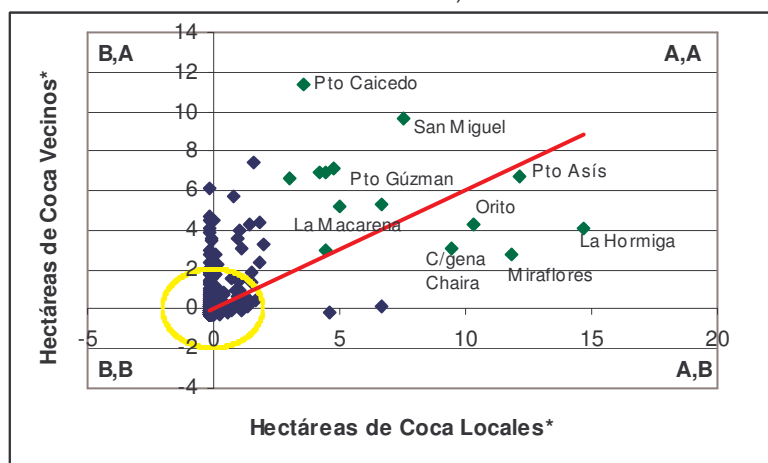 14
B,A
A,A
12
Pto Caicedo
10
San Miguel
8
Pto Gúzman
Pto Asís
6
La Macarena
Orito
4
La Hormiga
C/gena
Chaira
Miraflores
2
0
-5
0
5
10
15
20
-2
B,B
A,B
-4
Hectáreas de Coca Vecinos*
Hectáreas de Coca Locales*